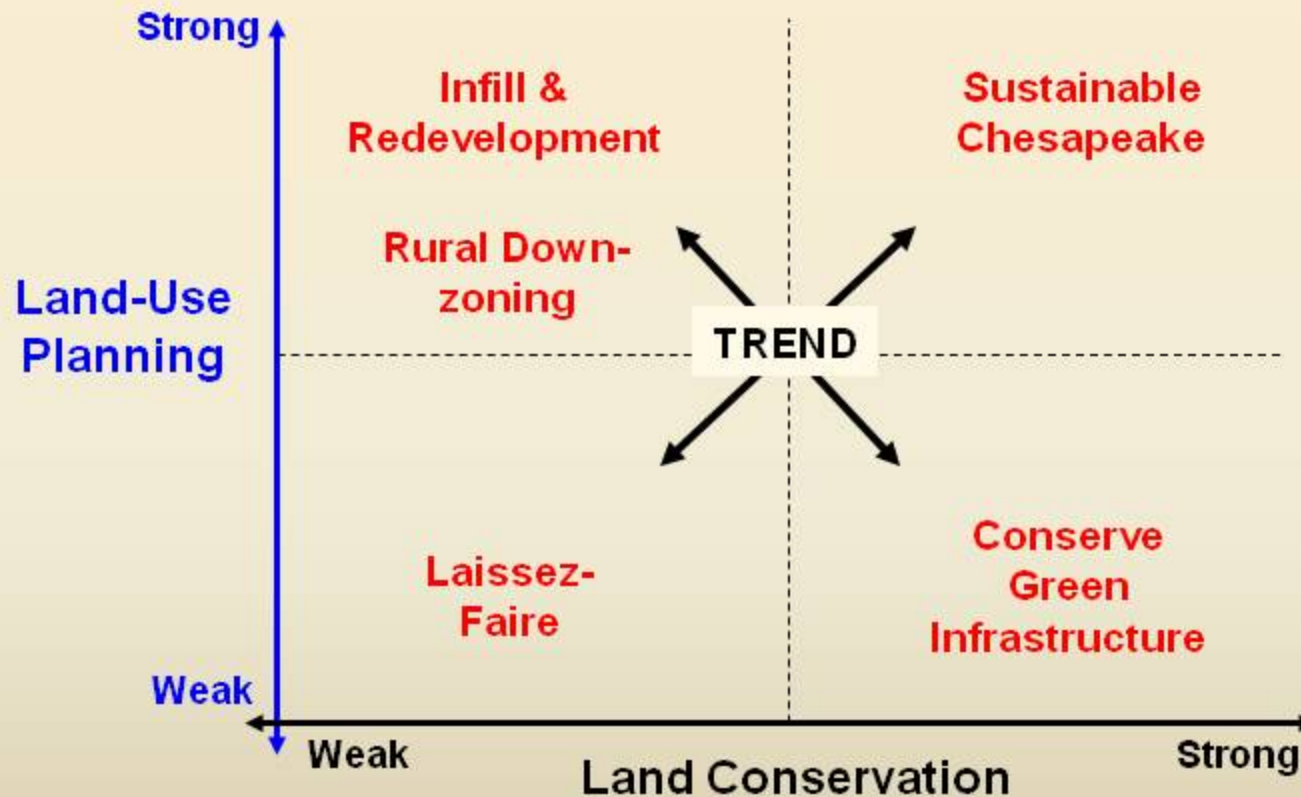 Strong
Infill &
Redevelopment
Sustainable
Chesapeake
Rural Down-
zoning
Land-Use
Planning
TREND
Laissez-
Faire
Conserve
Green
Infrastructure
Weak
Weak
Strong
Land Conservation